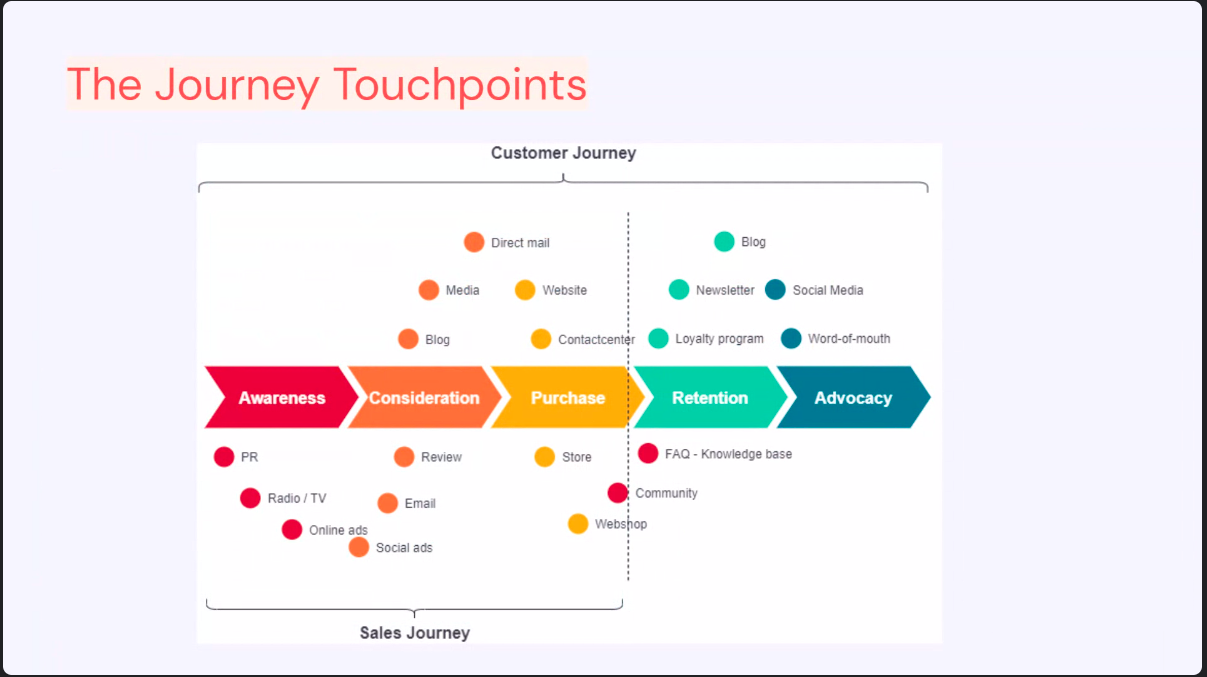 The Journey Touchpoints
Customer Journey
Direct mail
Blog
Media
Website
Newsletter
Social Media
Blog
Contactcenter
Loyalty program
Word-of-mouth
Awareness
Consideration
Purchase
Retention
Advocacy
PR
Review
Store
FAQ - Knowledge base
Radio / TV
Email
Community
Online ads
Webshop
Social ads
Sales Journey